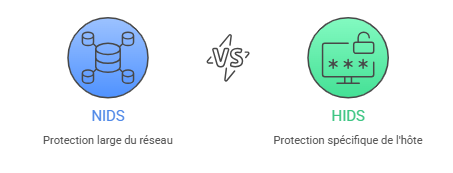 VS
NIDS
HIDS
Protection large du réseau
Protection spécifique de l'hôte